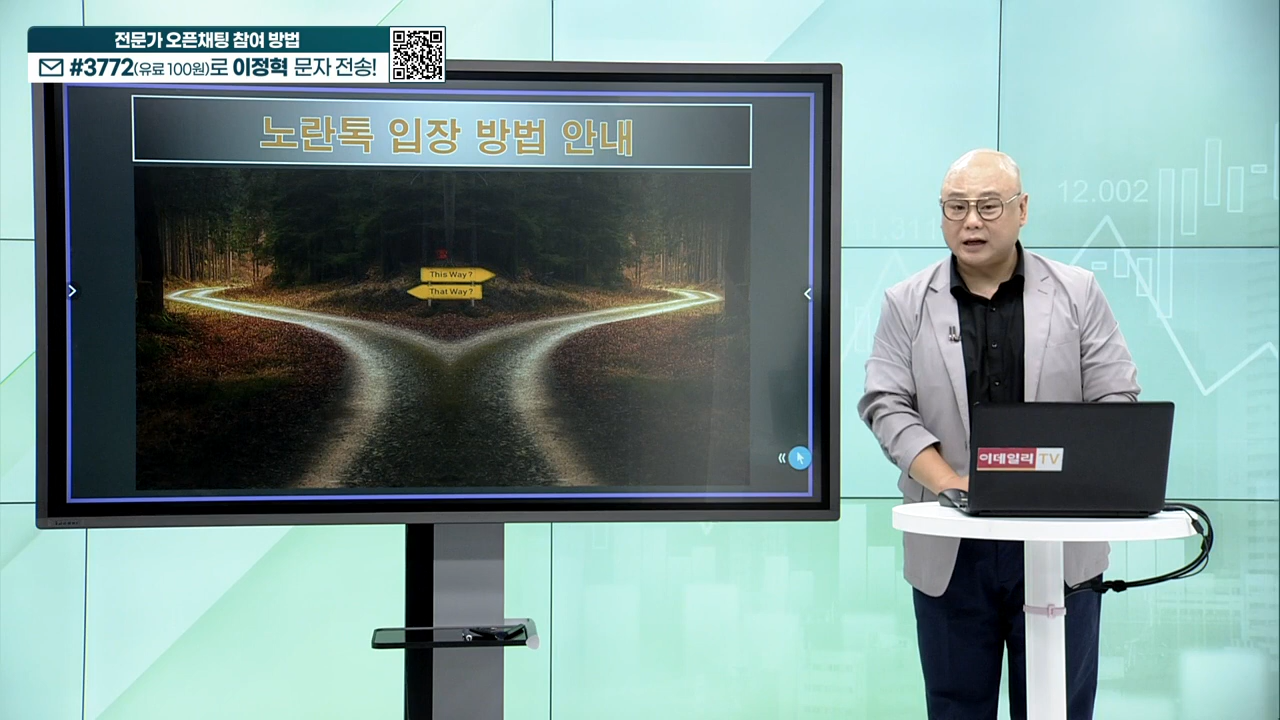 전문가 오픈채팅 참여 방법
#3772(유료 100원)로 이정혁 문자 전송!
노란톡 입장 방법 안내
This Way?
That Way?
12.002
이데일리 TV